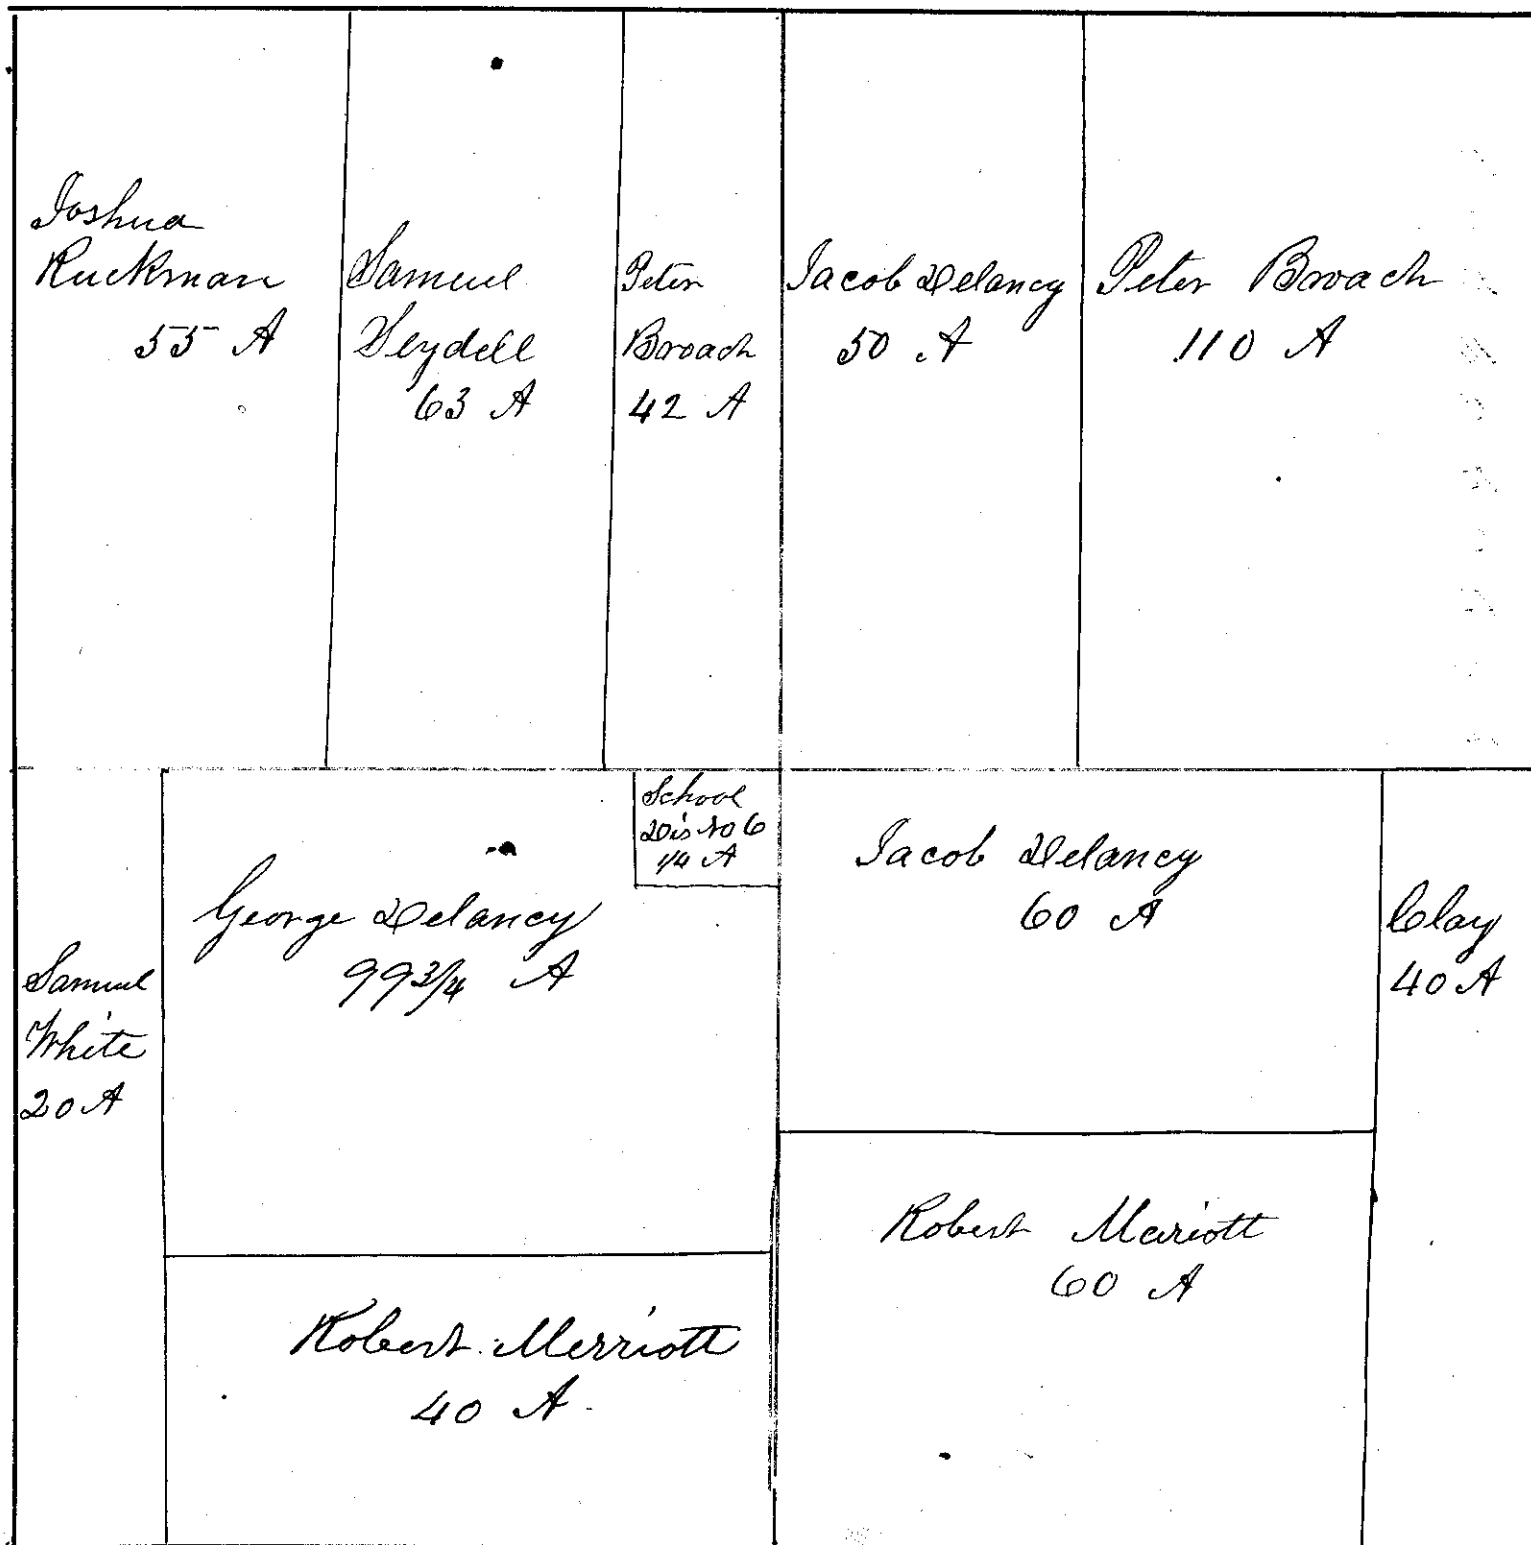 Joshua
Ruckman
55 A
Samuel
Seydell
63 A
Peter
Broach
42 A
Jacob Delancy
50 A
Peter Broach
110 A
Samuel
White
20 A
George Delancy
99 3/4 A
School
Dis No 6
1/4 A
Jacob Delancy
60 A
Clay
40 A
Robert Merriott
40 A
Robert Mariott
60 A